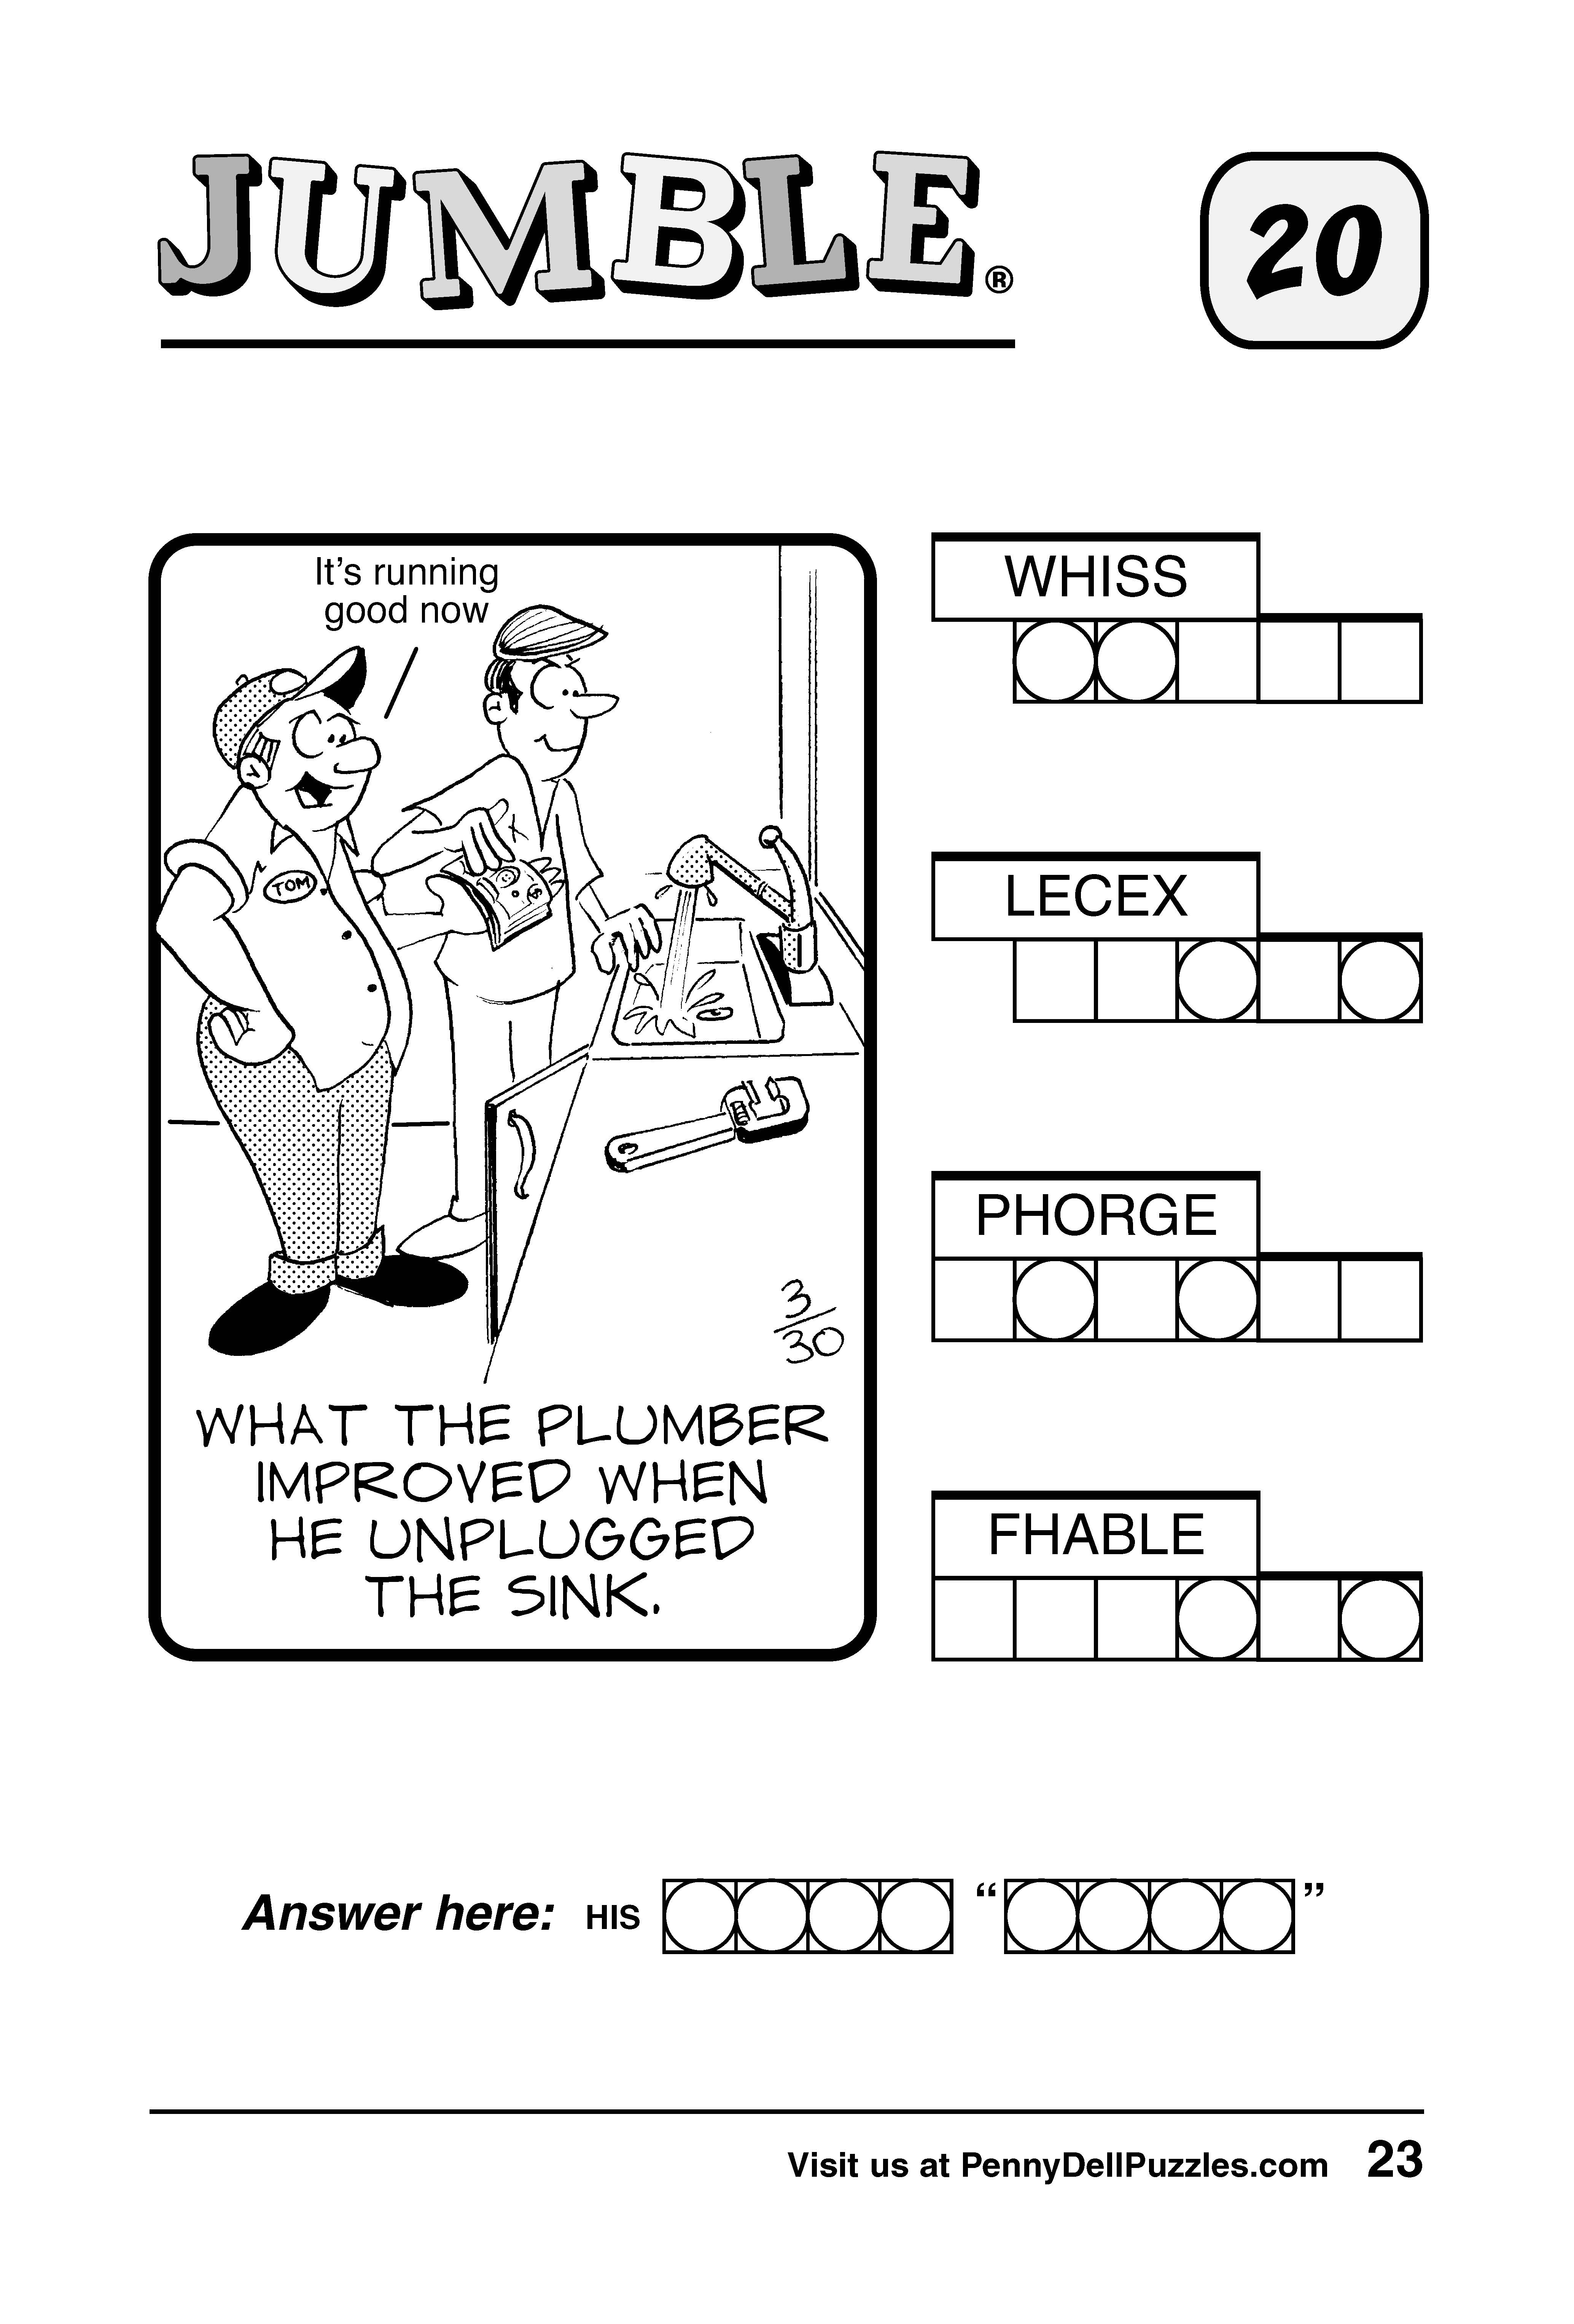 JUMBLE®
20
It's running
good now
TOM
3
30
WHAT THE PLUMBER
IMPROVED WHEN
HE UNPLUGGED
THE SINK.
WHISS
LECEX
PHORGE
FHABLE
Answer here: HIS “ ”
Visit us at PennyDellPuzzles.com 23